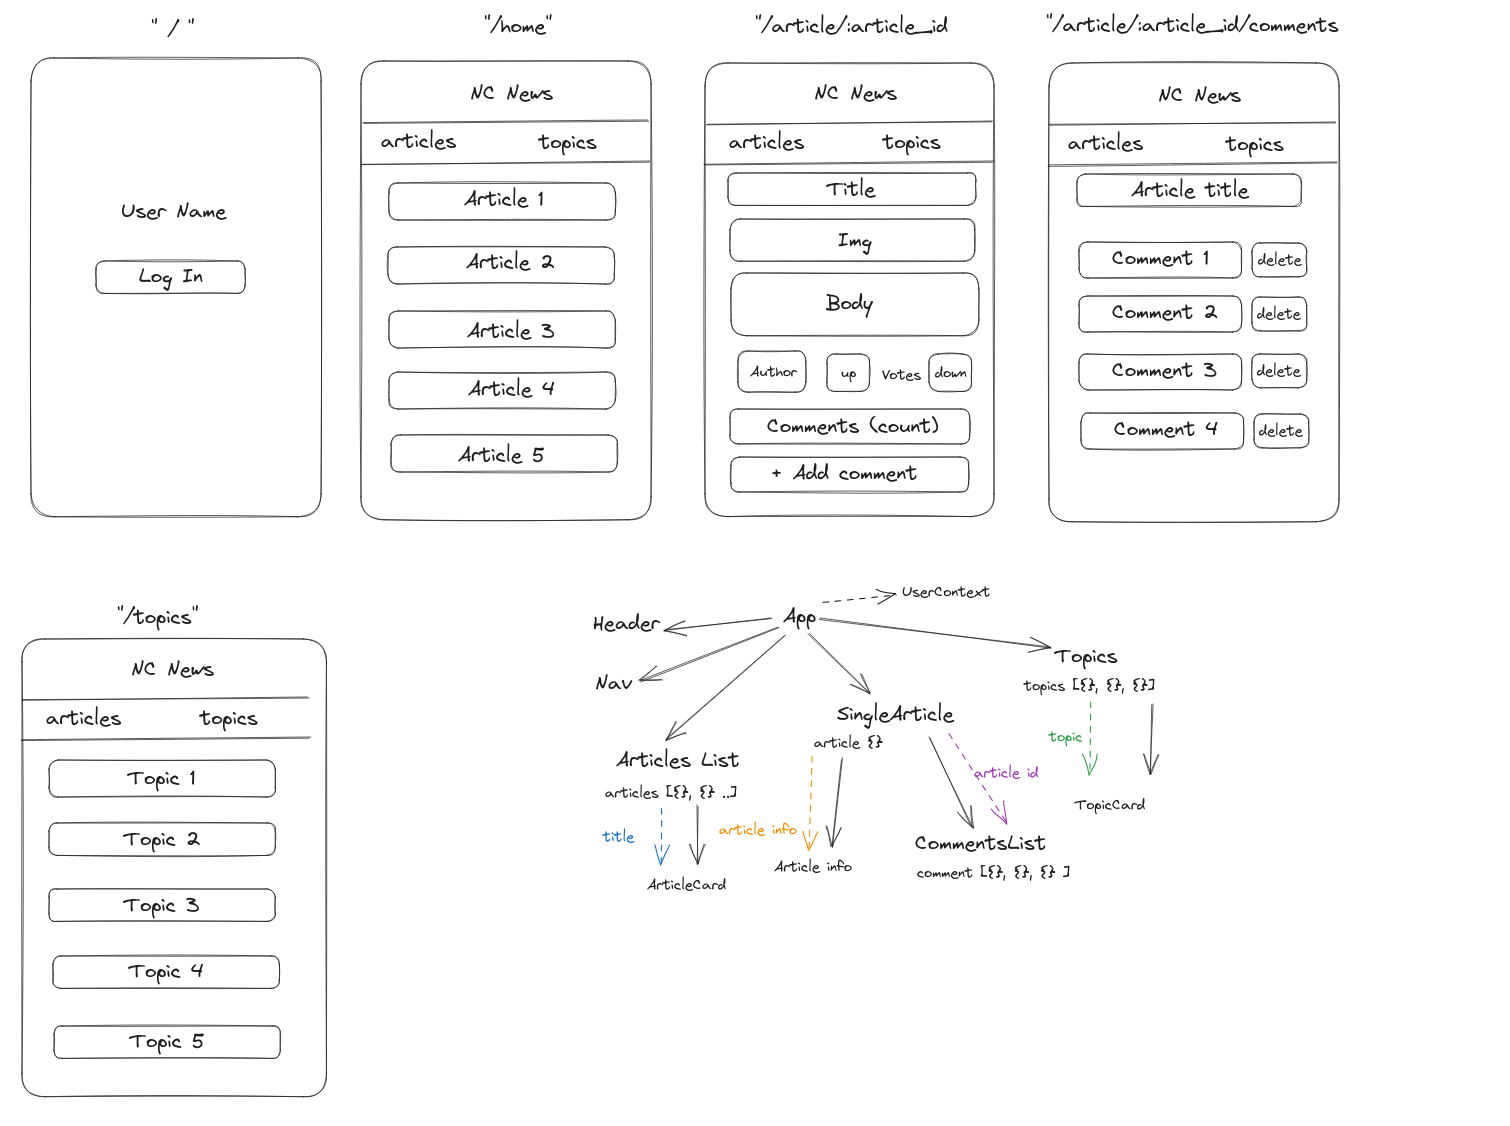 " / "
User Name
Log In
"/home"
NC News
articles topics
Article 1
Article 2
Article 3
Article 4
Article 5
"/article/:article_id
NC News
articles topics
Title
Img
Body
Author up Votes down
Comments (count)
+ Add comment
"/article/:article_id/comments
NC News
articles topics
Article title
Comment 1 delete
Comment 2 delete
Comment 3 delete
Comment 4 delete
"/topics"
NC News
articles topics
Topic 1
Topic 2
Topic 3
Topic 4
Topic 5
App
UserContext
Header
Nav
Articles List
articles [{}, {} ..]
title
ArticleCard
SingleArticle
article {}
article info
Article info
article id
CommentsList
comment [{}, {}, {} ]
Topics
topics [{}, {}, {}]
topic
TopicCard